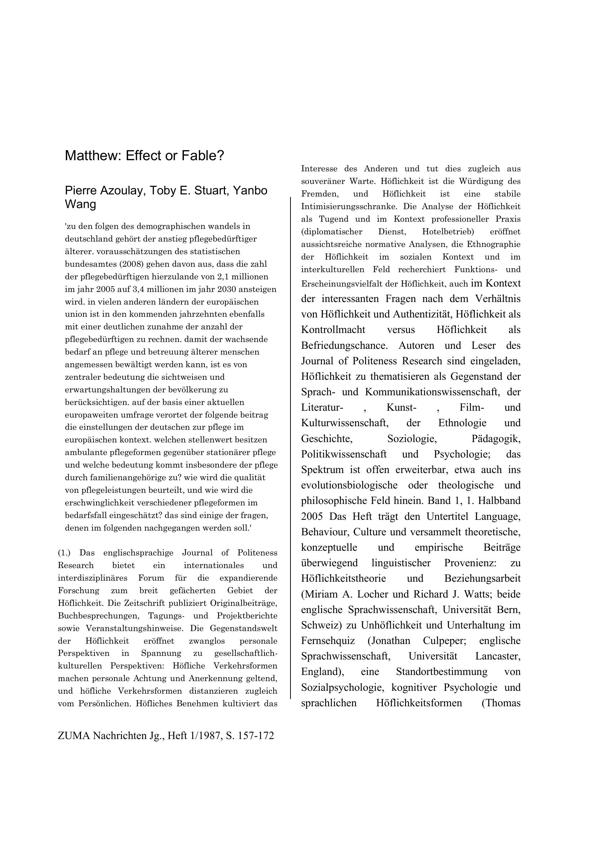 Matthew: Effect or Fable?
Pierre Azoulay, Toby E. Stuart, Yanbo
Wang
'zu den folgen des demographischen wandels in
deutschland gehört der anstieg pflegebedürftiger
älterer. vorausschätzungen des statistischen
bundesamtes (2008) gehen davon aus, dass die zahl
der pflegebedürftigen hierzulande von 2,1 millionen
im jahr 2005 auf 3,4 millionen im jahr 2030 ansteigen
wird. in vielen anderen ländern der europäischen
union ist in den kommenden jahrzehnten ebenfalls
mit einer deutlichen zunahme der anzahl der
pflegebedürftigen zu rechnen. damit der wachsende
bedarf an pflege und betreuung älterer menschen
angemessen bewältigt werden kann, ist es von
zentraler bedeutung die sichtweisen und
erwartungshaltungen der bevölkerung zu
berücksichtigen. auf der basis einer aktuellen
europaweiten umfrage verortet der folgende beitrag
die einstellungen der deutschen zur pflege im
europäischen kontext. welchen stellenwert besitzen
ambulante pflegeformen gegenüber stationärer pflege
und welche bedeutung kommt insbesondere der pflege
durch familienangehörige zu? wie wird die qualität
von pflegeleistungen beurteilt, und wie wird die
erschwinglichkeit verschiedener pflegeformen im
bedarfsfall eingeschätzt? das sind einige der fragen,
denen im folgenden nachgegangen werden soll.'
(1.) Das englischsprachige Journal of Politeness
Research bietet ein internationales und
interdisziplinäres Forum für die expandierende
Forschung zum breit gefächerten Gebiet der
Höflichkeit. Die Zeitschrift publiziert Originalbeiträge,
Buchbesprechungen, Tagungs- und Projektberichte
sowie Veranstaltungshinweise. Die Gegenstandswelt
der Höflichkeit eröffnet zwanglos personale
Perspektiven in Spannung zu gesellschaftlich-
kulturellen Perspektiven: Höfliche Verkehrsformen
machen personale Achtung und Anerkennung geltend,
und höfliche Verkehrsformen distanzieren zugleich
vom Persönlichen. Höfliches Benehmen kultiviert das
Interesse des Anderen und tut dies zugleich aus
souveräner Warte. Höflichkeit ist die Würdigung des
Fremden, und Höflichkeit ist eine stabile
Intimisierungsschranke. Die Analyse der Höflichkeit
als Tugend und im Kontext professioneller Praxis
(diplomatischer Dienst, Hotelbetrieb) eröffnet
aussichtsreiche normative Analysen, die Ethnographie
der Höflichkeit im sozialen Kontext und im
interkulturellen Feld recherchiert Funktions- und
Erscheinungsvielfalt der Höflichkeit, auch im Kontext
der interessanten Fragen nach dem Verhältnis
von Höflichkeit und Authentizität, Höflichkeit als
Kontrollmacht versus Höflichkeit als
Befriedungschance. Autoren und Leser des
Journal of Politeness Research sind eingeladen,
Höflichkeit zu thematisieren als Gegenstand der
Sprach- und Kommunikationswissenschaft, der
Literatur- , Kunst- , Film- und
Kulturwissenschaft, der Ethnologie und
Geschichte, Soziologie, Pädagogik,
Politikwissenschaft und Psychologie; das
Spektrum ist offen erweiterbar, etwa auch ins
evolutionsbiologische oder theologische und
philosophische Feld hinein. Band 1, 1. Halbband
2005 Das Heft trägt den Untertitel Language,
Behaviour, Culture und versammelt theoretische,
konzeptuelle und empirische Beiträge
überwiegend linguistischer Provenienz: zu
Höflichkeitstheorie und Beziehungsarbeit
(Miriam A. Locher und Richard J. Watts; beide
englische Sprachwissenschaft, Universität Bern,
Schweiz) zu Unhöflichkeit und Unterhaltung im
Fernsehquiz (Jonathan Culpeper; englische
Sprachwissenschaft, Universität Lancaster,
England), eine Standortbestimmung von
Sozialpsychologie, kognitiver Psychologie und
sprachlichen Höflichkeitsformen (Thomas
ZUMA Nachrichten Jg., Heft 1/1987, S. 157-172